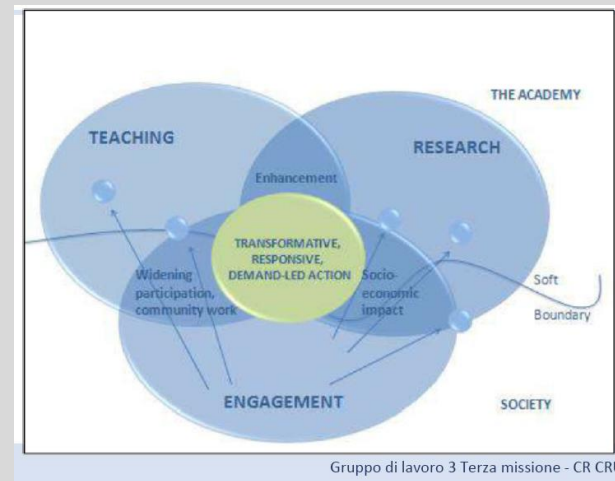 THE ACADEMY
TEACHING
RESEARCH
Enhancement
TRANSFORMATIVE,
RESPONSIVE,
DEMAND-LED ACTION
Widening
participation,
community work
Socio-
economic
impact
Soft
Boundary
ENGAGEMENT
SOCIETY
Gruppo di lavoro 3 Terza missione - CR